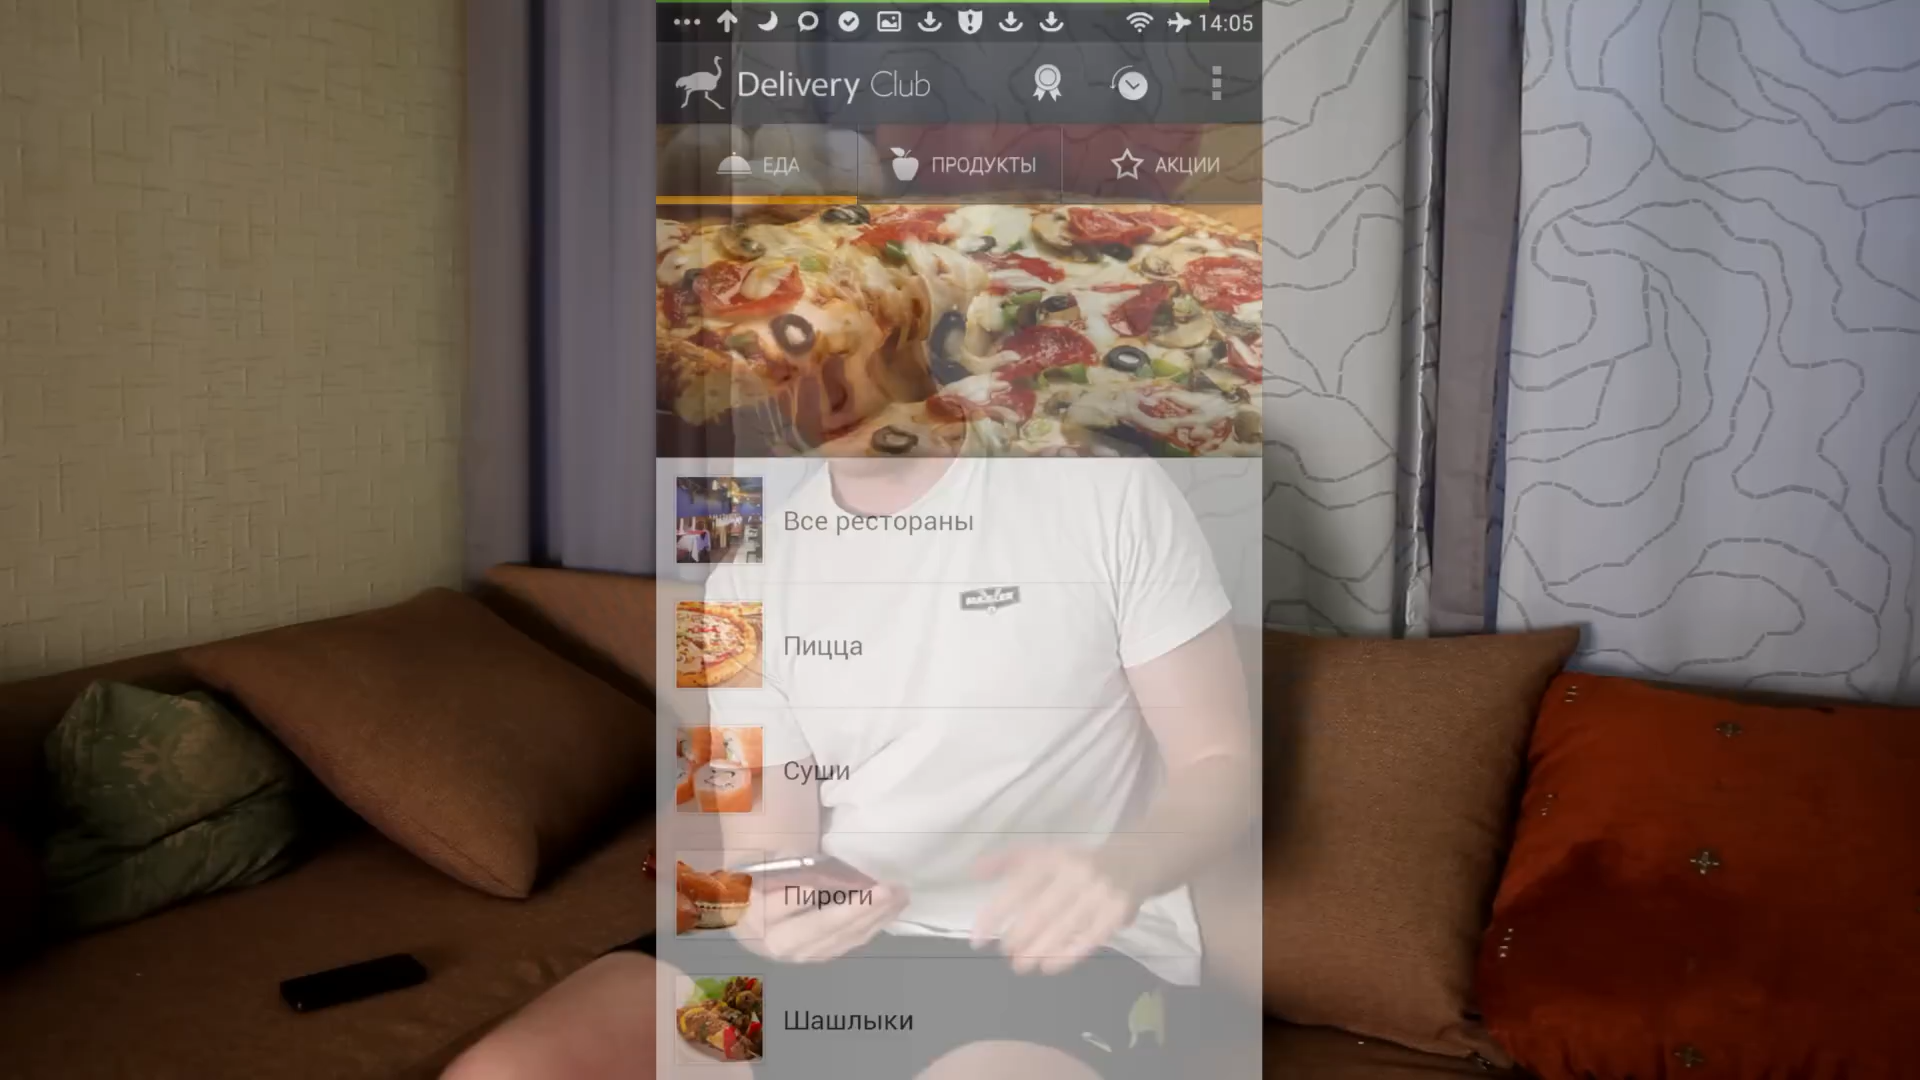 14:05
Delivery Club
ЕДА
ПРОДУКТЫ
АКЦИИ
Все рестораны
Пицца
Суши
Пироги
Шашлыки